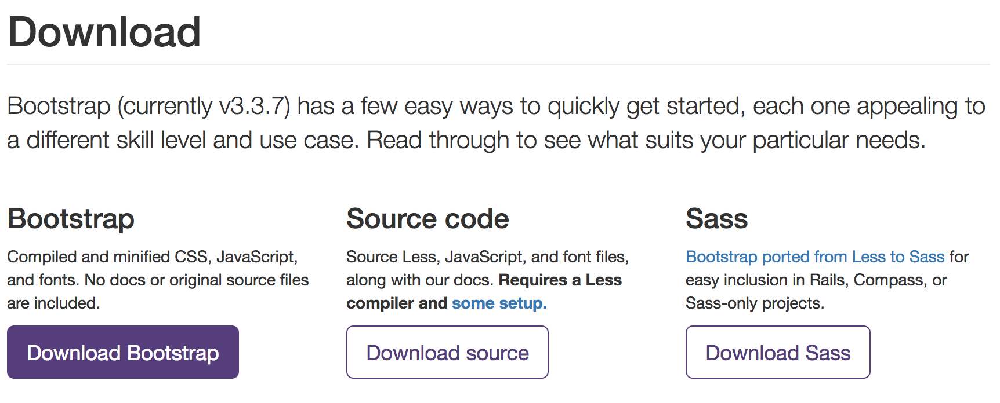 Download
Bootstrap (currently v3.3.7) has a few easy ways to quickly get started, each one appealing to
a different skill level and use case. Read through to see what suits your particular needs.
Bootstrap
Compiled and minified CSS, JavaScript,
and fonts. No docs or original source files
are included.
Download Bootstrap
Source code
Source Less, JavaScript, and font files,
along with our docs. Requires a Less
compiler and some setup.
Download source
Sass
Bootstrap ported from Less to Sass for
easy inclusion in Rails, Compass, or
Sass-only projects.
Download Sass